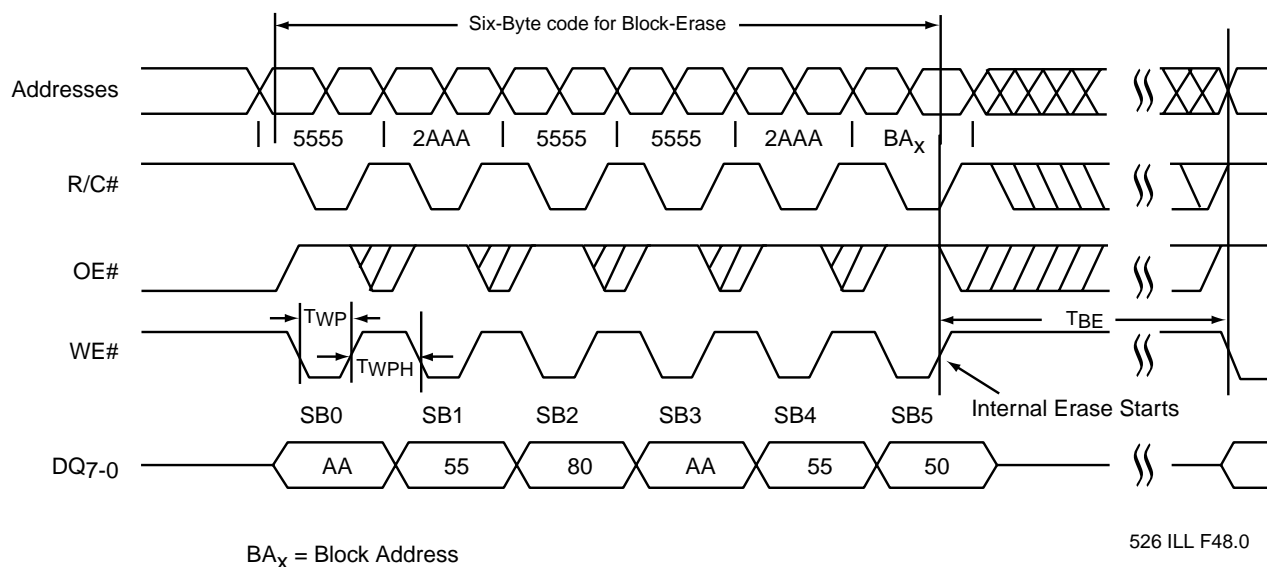 Six-Byte code for Block-Erase
Addresses
5555 2AAA 5555 5555 2AAA BAx
R/C#
OE#
TWP TBE
WE#
TWPH
Internal Erase Starts
SB0 SB1 SB2 SB3 SB4 SB5
DQ7-0 AA 55 80 AA 55 50
BAx = Block Address
526 ILL F48.0